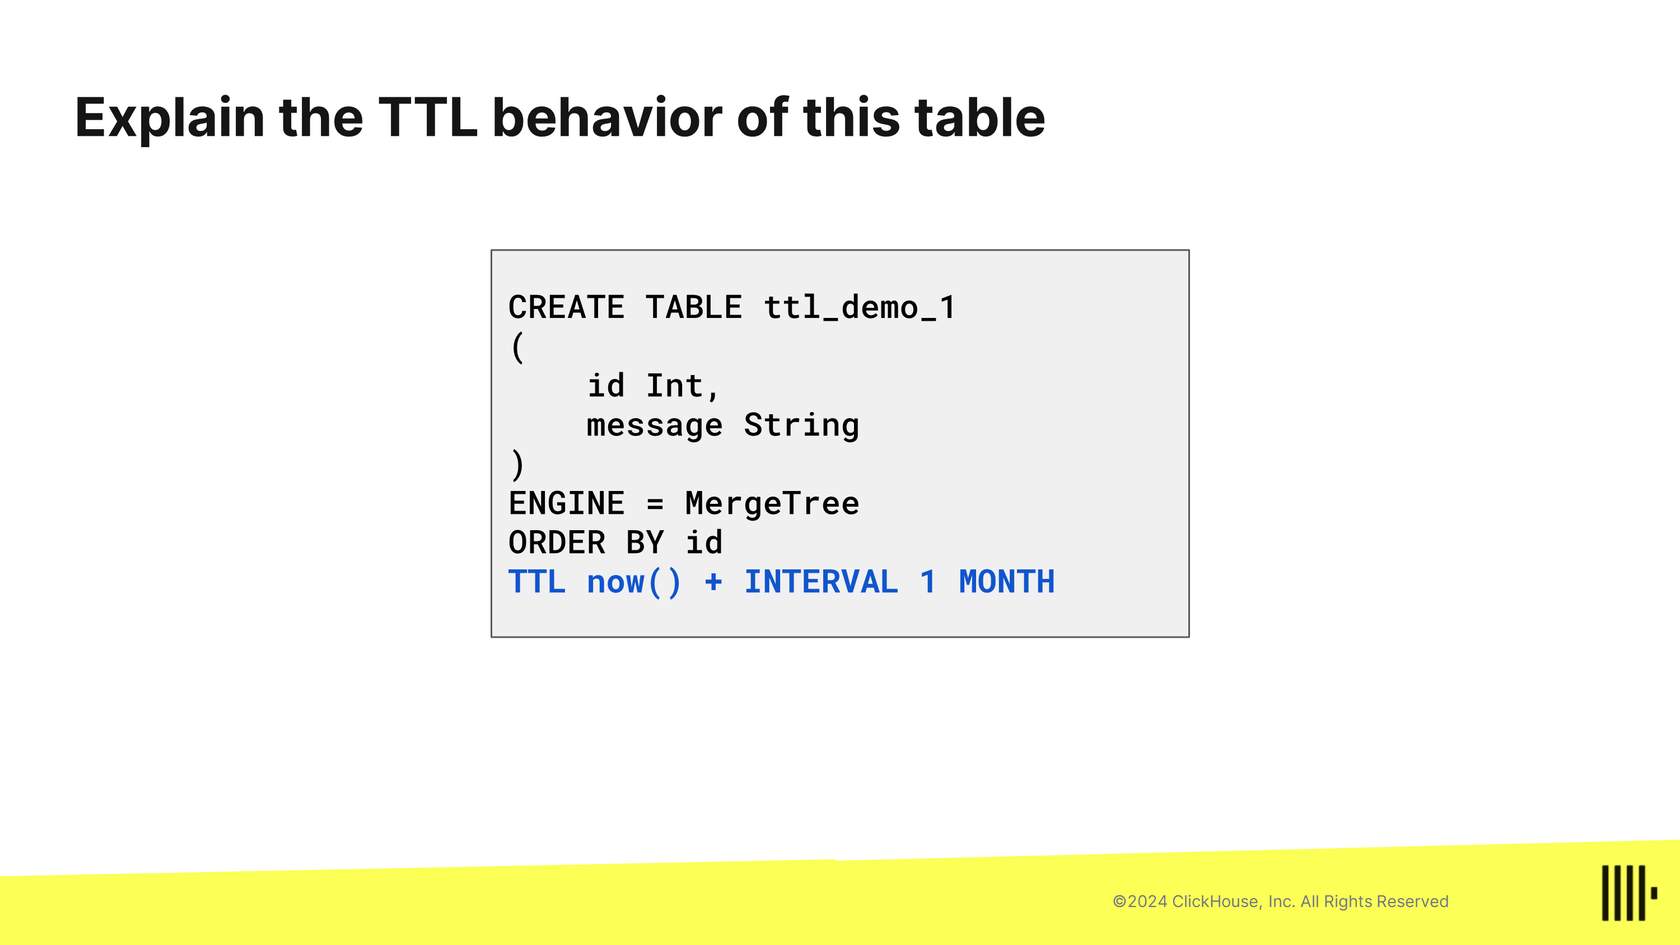 Explain the TTL behavior of this table
CREATE TABLE ttl_demo_1
(
    id Int,
    message String
)
ENGINE = MergeTree
ORDER BY id
TTL now() + INTERVAL 1 MONTH
©2024 ClickHouse, Inc. All Rights Reserved